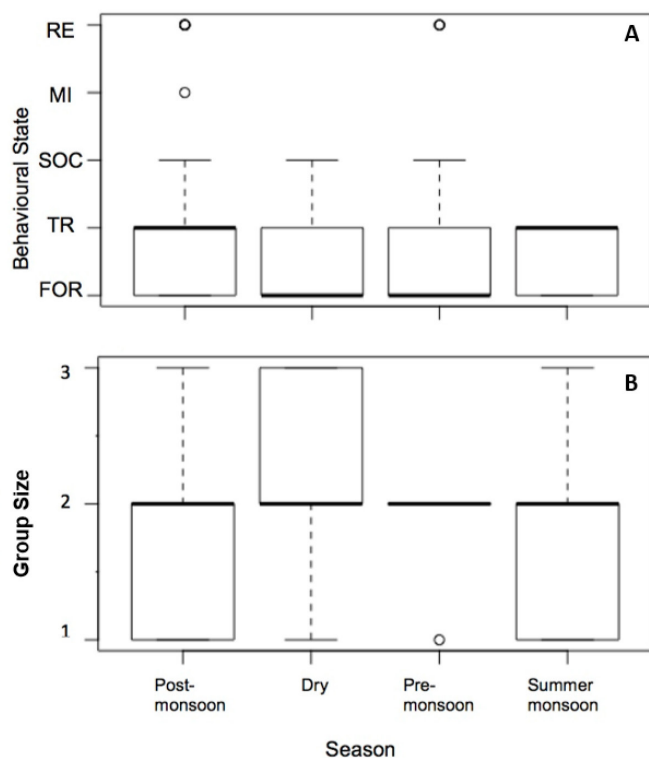 A
Behavioural State
RE
MI
SOC
TR
FOR
B
Group Size
3
2
1
Post-
monsoon
Dry
Pre-
monsoon
Summer
monsoon
Season